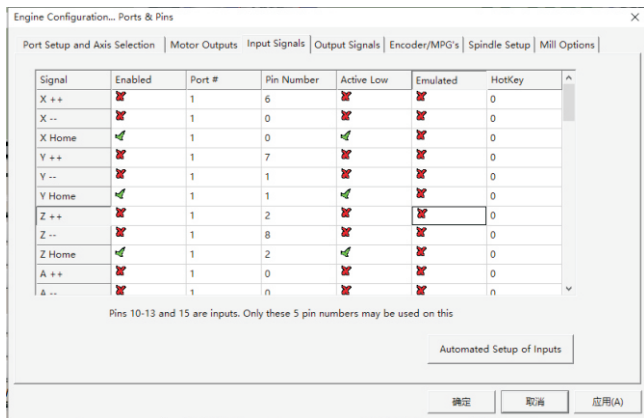 Engine Configuration... Ports & Pins
Port Setup and Axis Selection Motor Outputs Input Signals Output Signals Encoder/MPG's Spindle Setup Mill Options
Signal Enabled Port # Pin Number Active Low Emulated HotKey
X ++ 1 6 0
X -- 1 0 0
X Home 1 0 0
Y ++ 1 7 0
Y -- 1 1 0
Y Home 1 1 0
Z ++ 1 2 0
Z -- 1 8 0
Z Home 1 2 0
A ++ 1 0 0
A -- 1 0 0
Pins 10-13 and 15 are inputs. Only these 5 pin numbers may be used on this
Automated Setup of Inputs
确定 取消 应用(A)